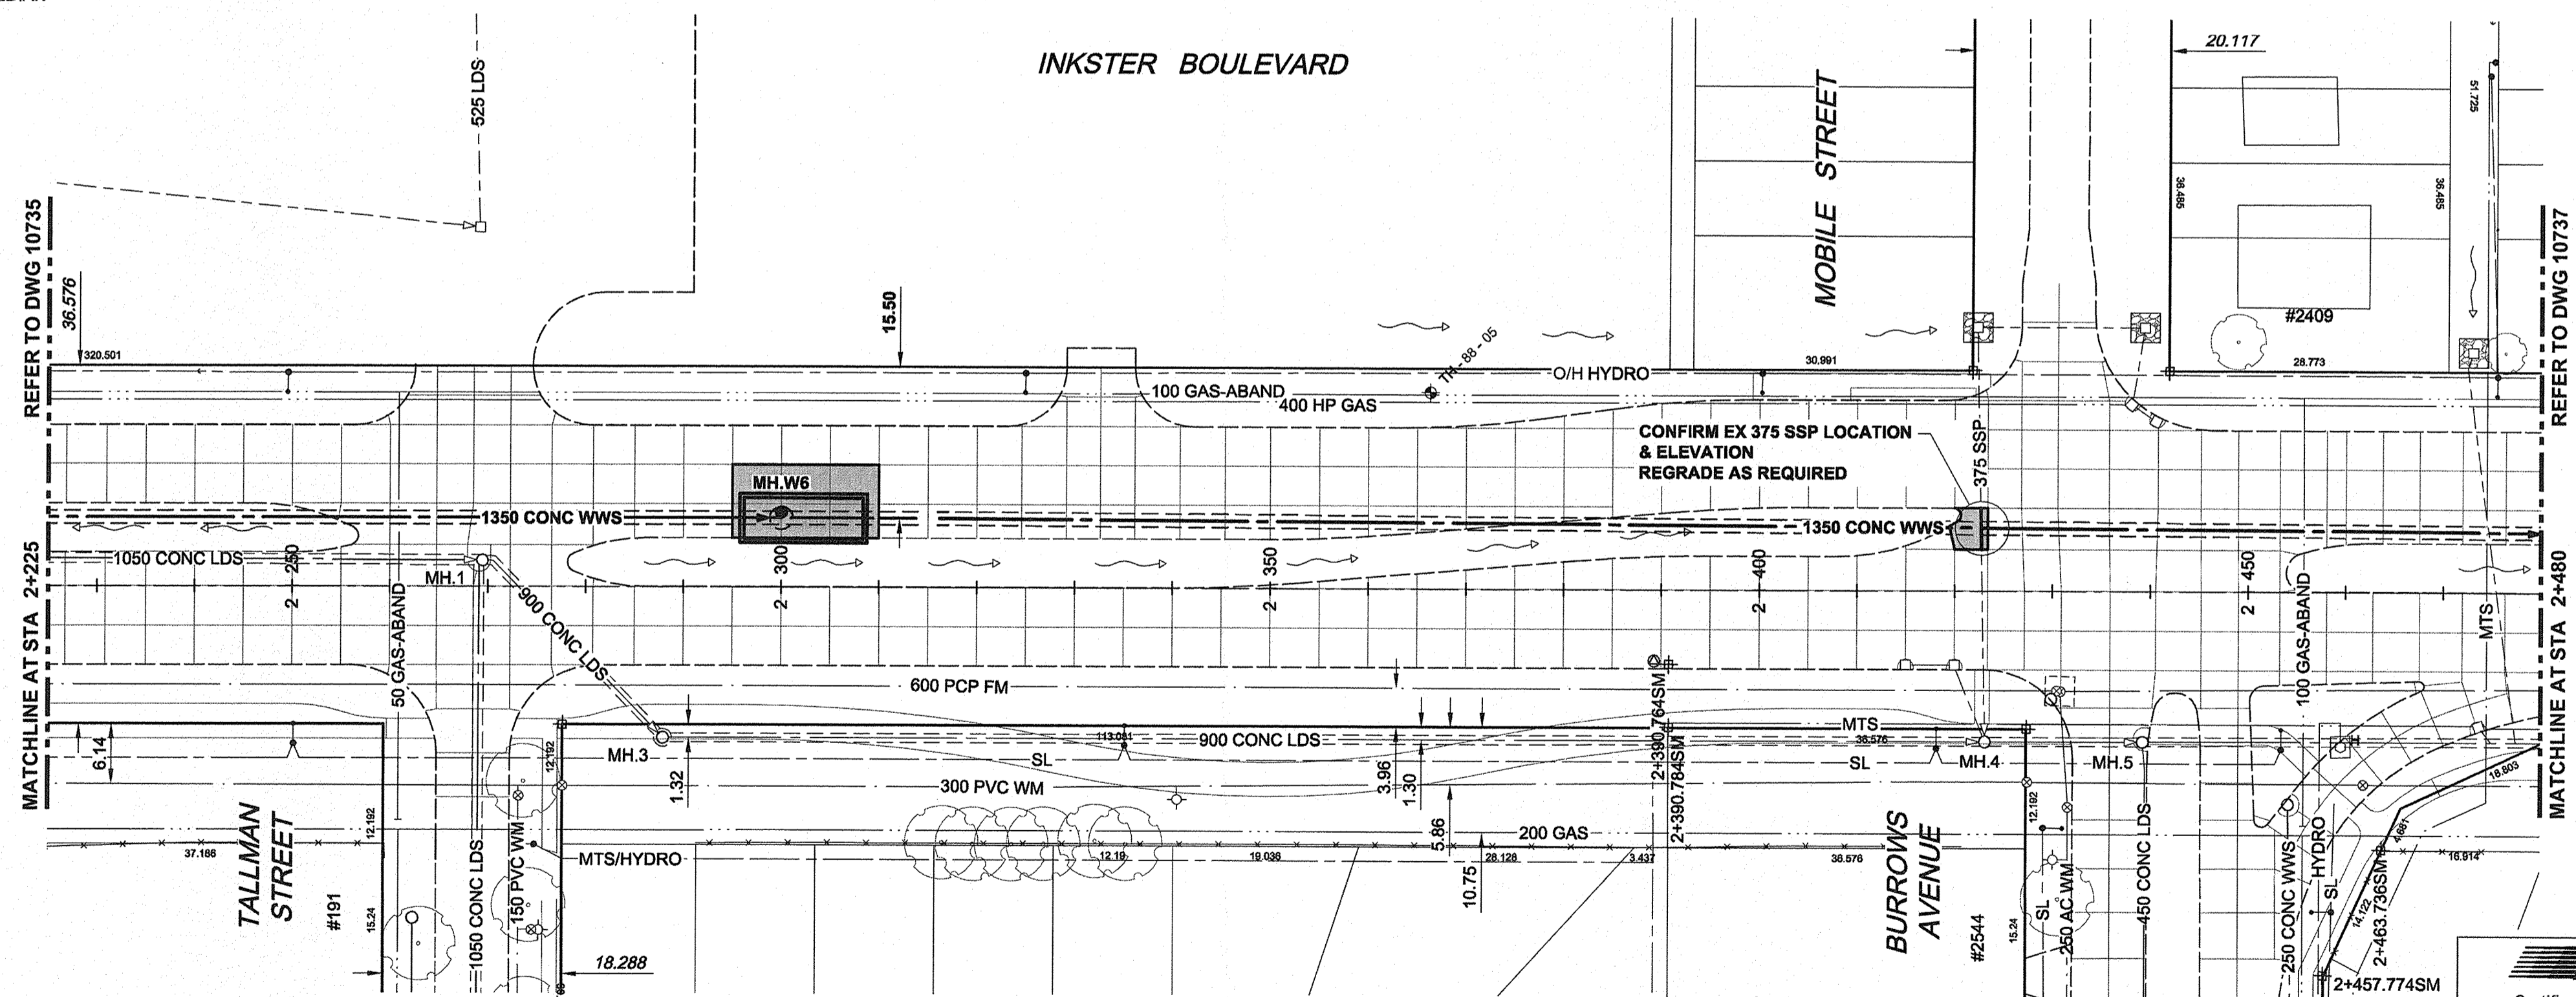 INKSTER BOULEVARD
525 LDS
MOBILE STREET
20.117
51.725
36.485
36.485
#2409
REFER TO DWG 10735
36.576
320.501
15.50
TH-88-05
30.991
28.773
REFER TO DWG 10737
O/H HYDRO
100 GAS-ABAND
400 HP GAS
CONFIRM EX 375 SSP LOCATION
& ELEVATION
REGRADE AS REQUIRED
375 SSP
MH.W6
1350 CONC WWS
1350 CONC WWS
1050 CONC LDS
MH.1
2 250
2 300
2 350
2 400
2 450
MATCHLINE AT STA 2+225
MATCHLINE AT STA 2+480
50 GAS-ABAND
900 CONC LDS
100 GAS-ABAND
MTS
600 PCP FM
2+390.764SM
2+390.784SM
6.14
MH.3
1.32
113.081
900 CONC LDS
SL
3.96
1.30
MTS
36.576
SL
MH.4
MH.5
18.803
12.192
300 PVC WM
5.86
10.75
200 GAS
TALLMAN
STREET
#191
12.192
15.24
37.186
1050 CONC LDS
150 PVC WM
MTS/HYDRO
18.288
12.19
19.036
28.128
3.437
36.576
BURROWS
AVENUE
#2544
12.192
15.24
SL
250 AC WM
450 CONC LDS
250 CONC WWS
HYDRO
SL
4.681
14.122
16.914
2+463.736SM
2+457.774SM